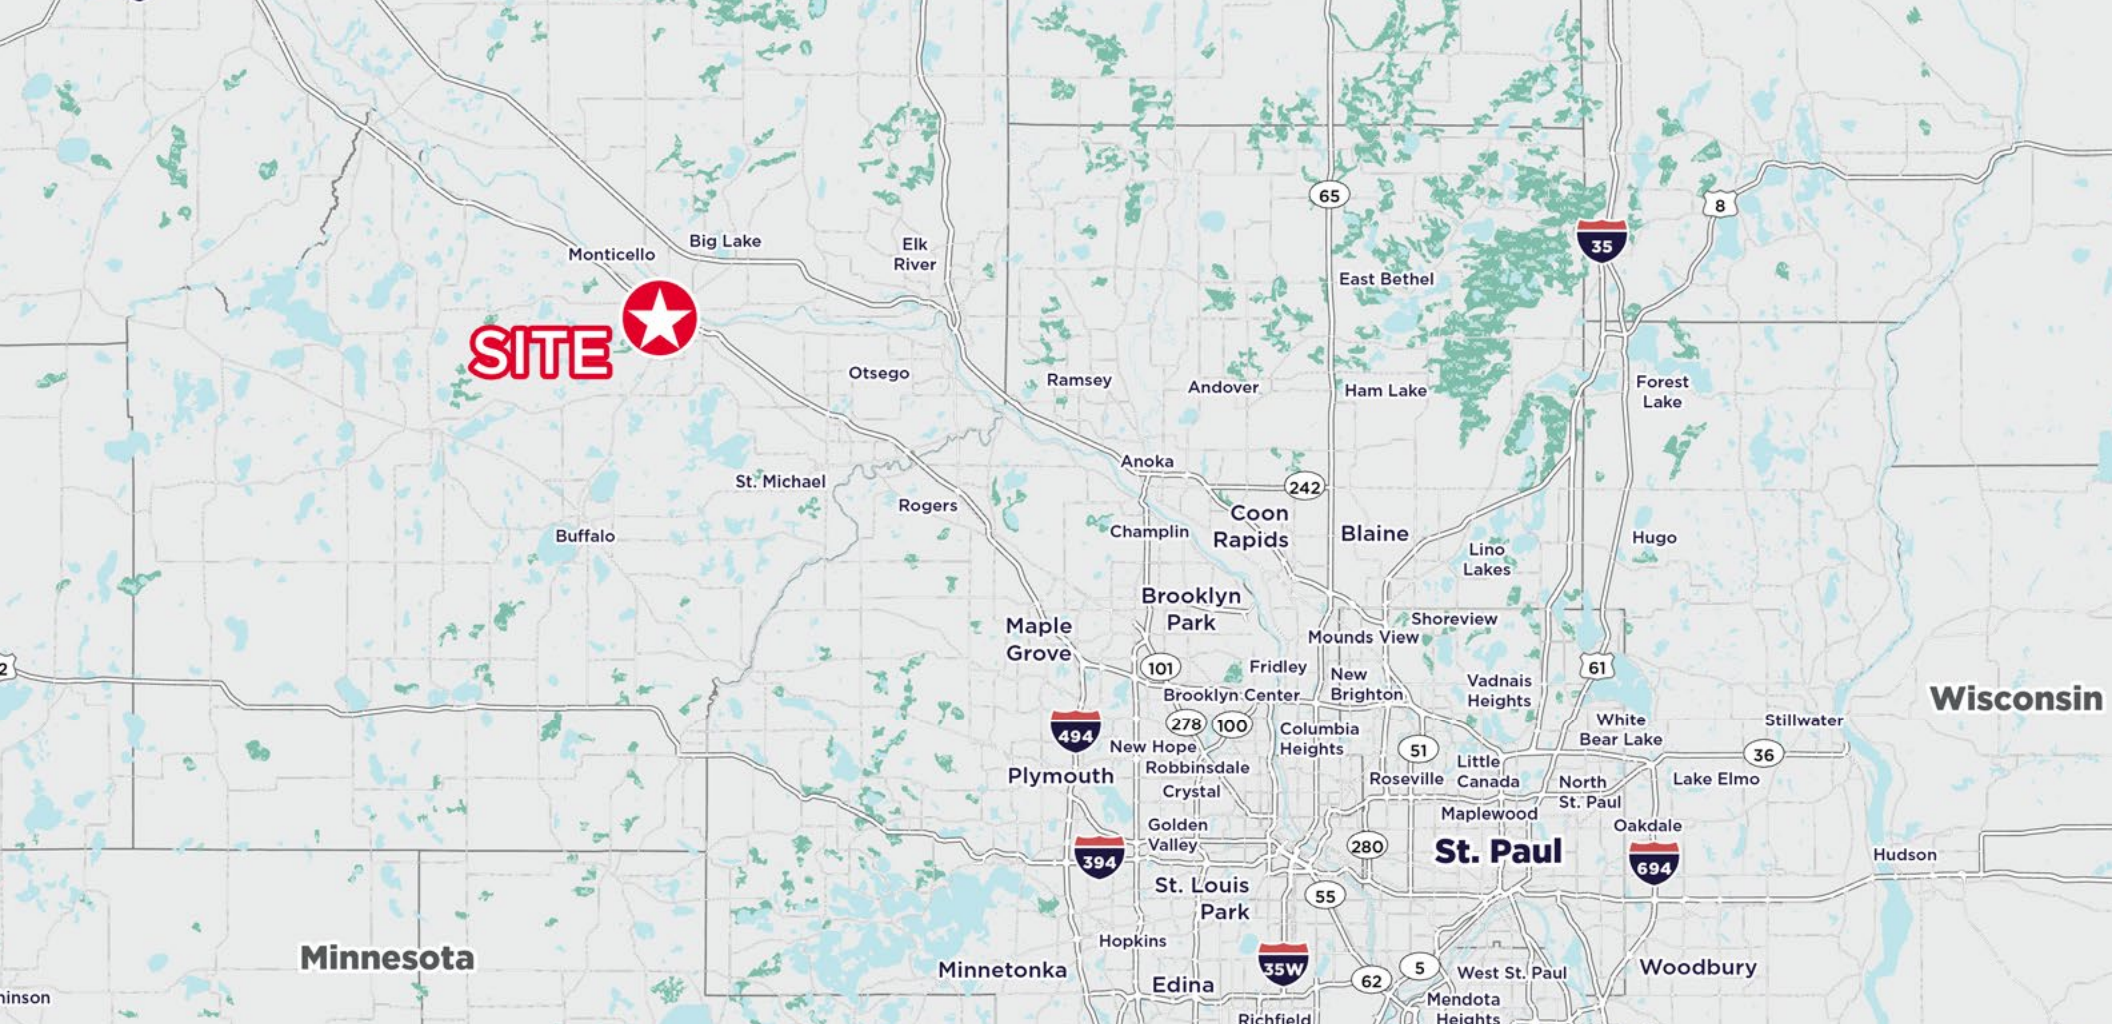 65
8
35
Big Lake
Elk
River
Monticello
East Bethel
SITE
Otsego
Ramsey
Andover
Ham Lake
Forest
Lake
Anoka
St. Michael
242
Rogers
Coon
Rapids
Champlin
Blaine
Buffalo
Hugo
Lino
Lakes
Brooklyn
Park
Shoreview
Maple
Grove
Mounds View
101
Fridley
61
2
New
Brighton
Brooklyn Center
Vadnais
Heights
Wisconsin
278
100
494
Columbia
Heights
White
Bear Lake
Stillwater
New Hope
51
36
Robbinsdale
Plymouth
Little
Canada
Roseville
North
St. Paul
Lake Elmo
Crystal
Maplewood
Golden
Valley
Oakdale
280
St. Paul
394
694
Hudson
St. Louis
Park
55
Hopkins
Minnesota
35W
Minnetonka
5
West St. Paul
Woodbury
62
Edina
inson
Mendota
Heights
Richfield